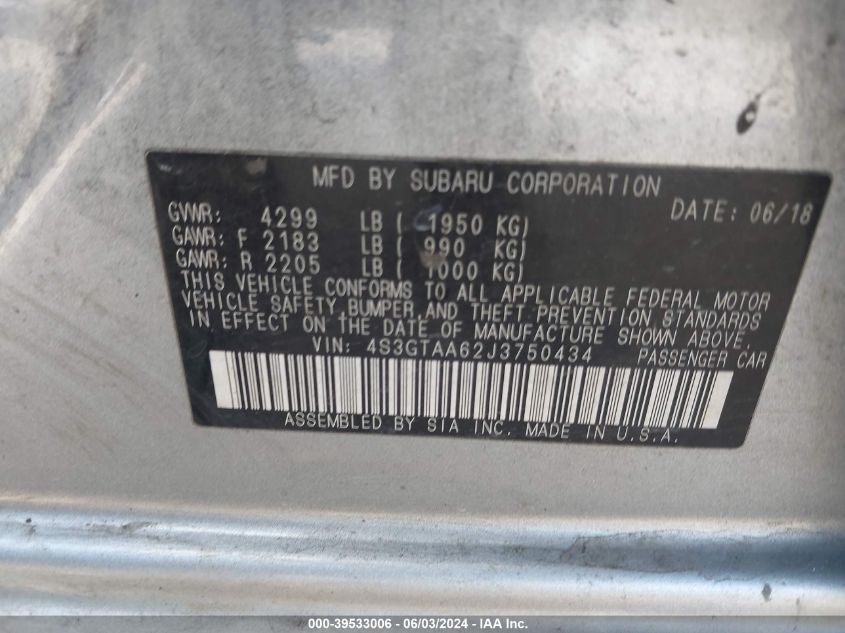 MFD BY SUBARU CORPORATION
DATE: 06/18
GVWR: 4299 LB ( 1950 KG)
GAWR: F 2183 LB ( 990 KG)
GAWR: R 2205 LB ( 1000 KG)
THIS VEHICLE CONFORMS TO ALL APPLICABLE FEDERAL MOTOR
VEHICLE SAFETY, BUMPER, AND THEFT PREVENTION STANDARDS
IN EFFECT ON THE DATE OF MANUFACTURE SHOWN ABOVE.
VIN: 4S3GTAA62J3750434 PASSENGER CAR
ASSEMBLED BY SIA INC. MADE IN U.S.A.
000-39533006 - 06/03/2024 - IAA Inc.